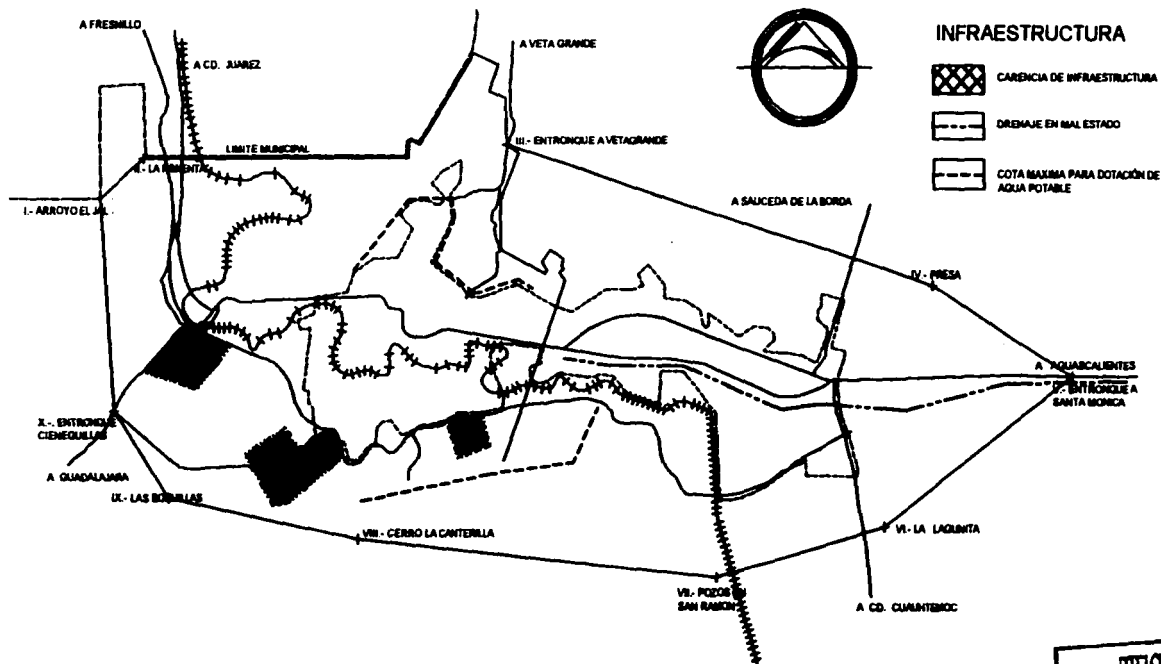 A FRESNILLO
A CD. JUAREZ
A VETA GRANDE
INFRAESTRUCTURA
CARENCIA DE INFRAESTRUCTURA
DRENAJE EN MAL ESTADO
COTA MAXIMA PARA DOTACIÓN DE
AGUA POTABLE
LIMITE MUNICIPAL
III.- ENTRONQUE A VETAGRANDE
II.- LA PIMIENTA
I.- ARROYO EL JAL
A SAUCEDA DE LA BORDA
IV.- PRESA
A AGUASCALIENTES
V.- ENTRONQUE A
SANTA MONICA
X.-. ENTRONQUE
CIENEGUILLAS
A GUADALAJARA
IX.- LAS BOQUILLAS
VIII.- CERRO LA CANTERILLA
VI.- LA LAGUNITA
VII.- POZOS EN
SAN RAMON
A CD. CUAUHTEMOC